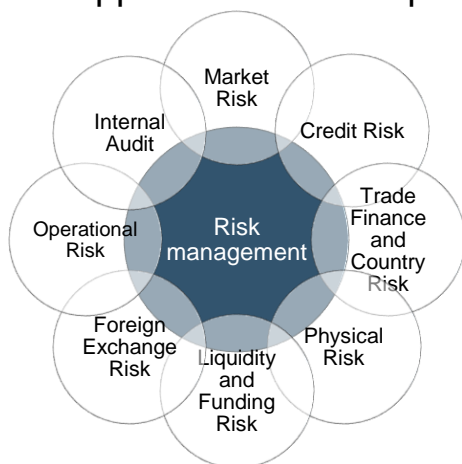 Market
Risk
Internal
Audit
Credit Risk
Trade
Finance
and
Country
Risk
Operational
Risk
Risk
management
Foreign
Exchange
Risk
Physical
Risk
Liquidity
and
Funding
Risk